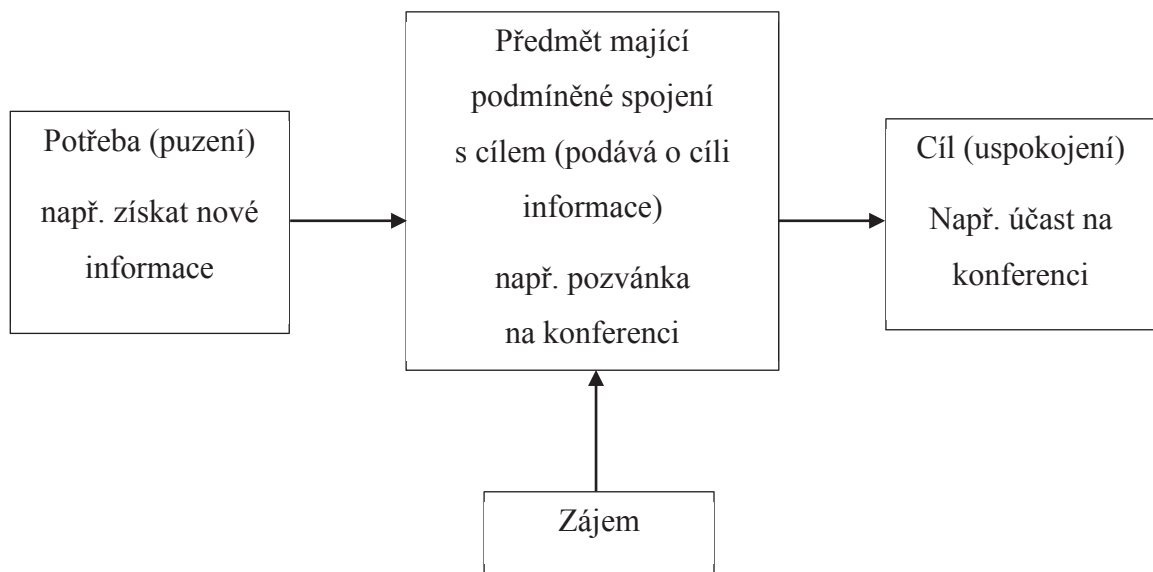 Potřeba (puzení)
např. získat nové
informace
Předmět mající
podmíněné spojení
s cílem (podává o cíli
informace)
např. pozvánka
na konferenci
Cíl (uspokojení)
Např. účast na
konferenci
Zájem